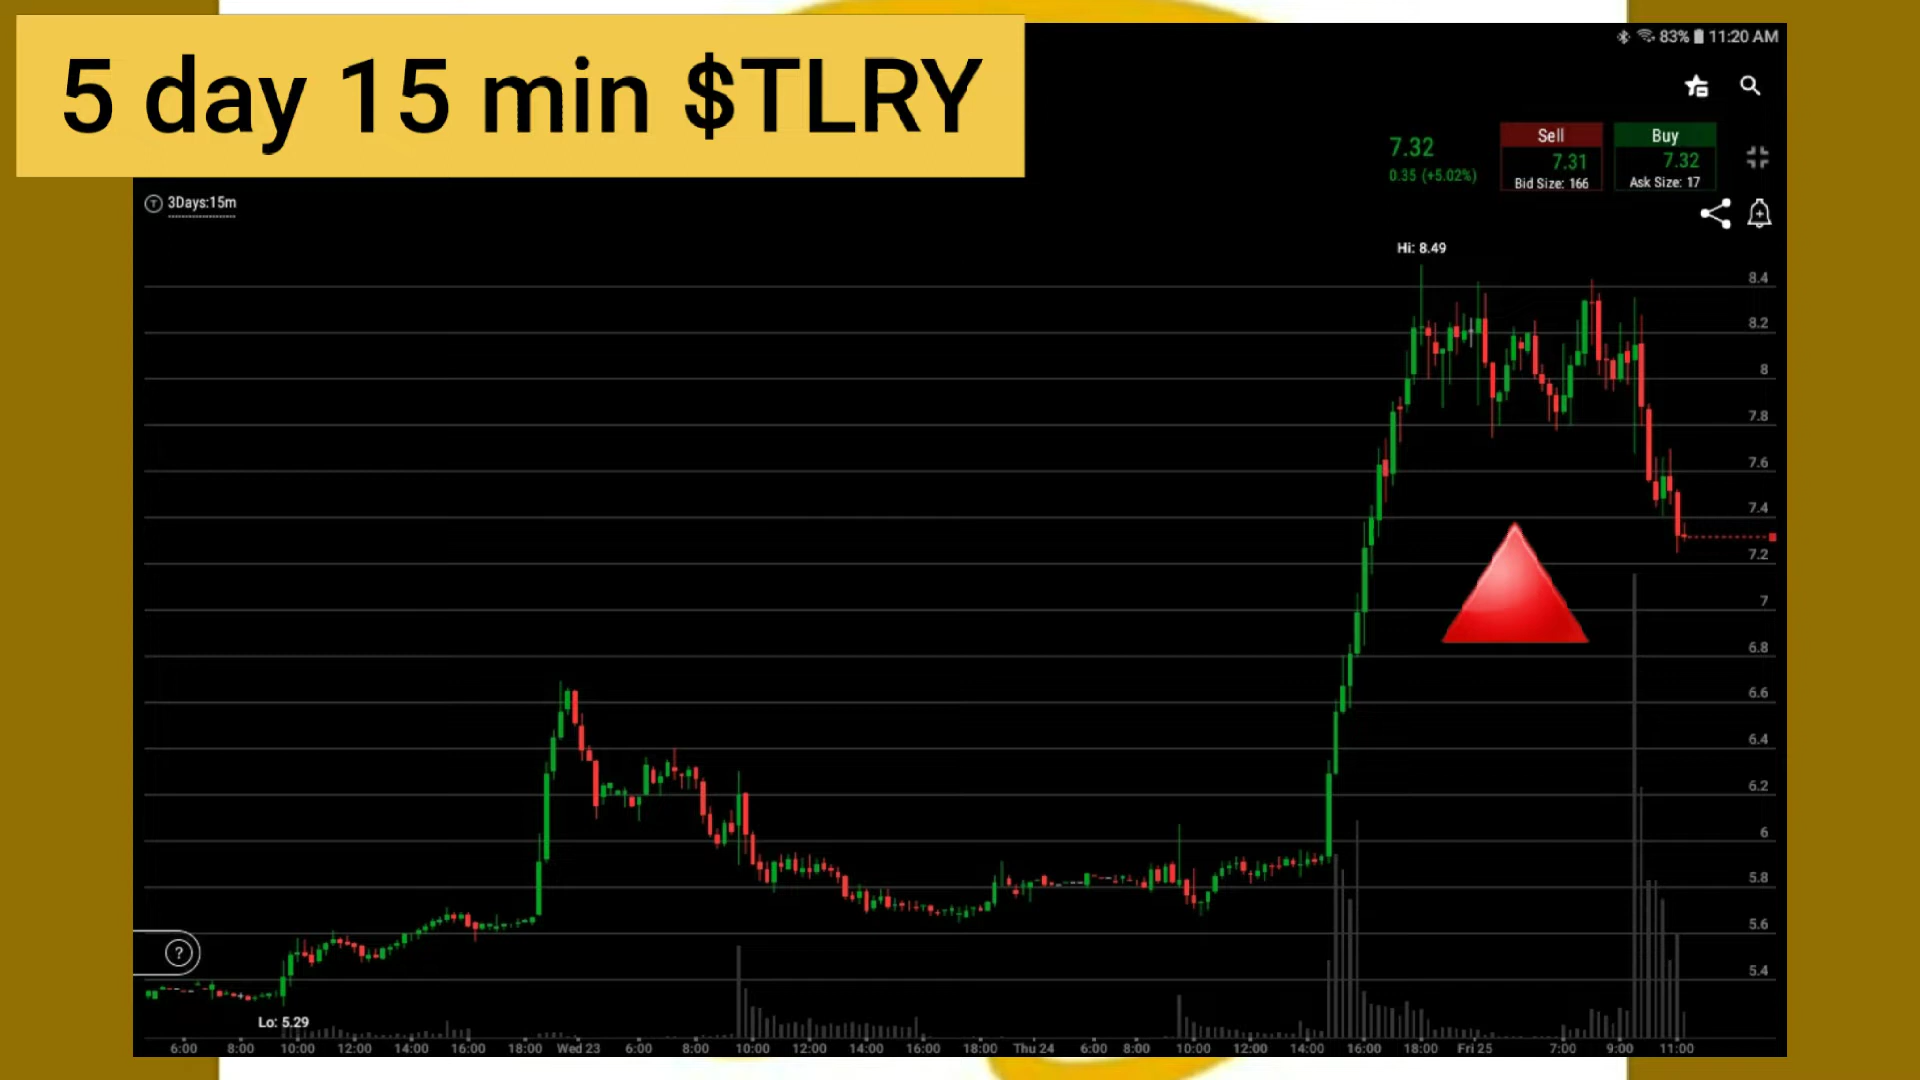 5 day 15 min $TLRY
83% 11:20 AM
7.32
0.35 (+5.02%)
Sell
7.31
Bid Size: 166
Buy
7.32
Ask Size: 17
T 3Days:15m
Hi: 8.49
8.4
8.2
8
7.8
7.6
7.4
7.2
7
6.8
6.6
6.4
6.2
6
5.8
5.6
5.4
?
Lo: 5.29
6:00 8:00 10:00 12:00 14:00 16:00 18:00 Wed 23 6:00 8:00 10:00 12:00 14:00 16:00 18:00 Thu 24 6:00 8:00 10:00 12:00 14:00 16:00 18:00 Fri 25 7:00 9:00 11:00